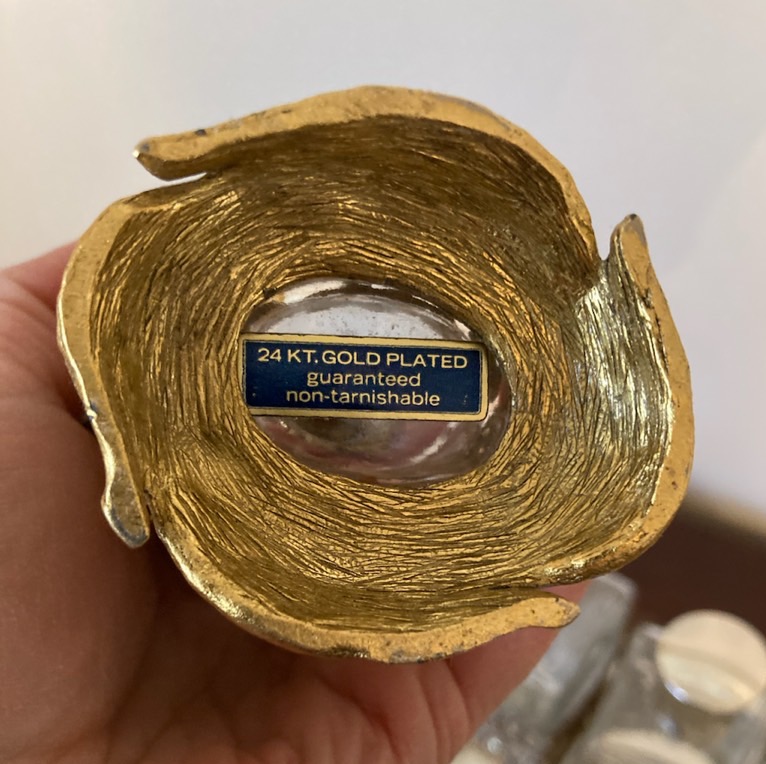 24 KT. GOLD PLATED
guaranteed
non-tarnishable